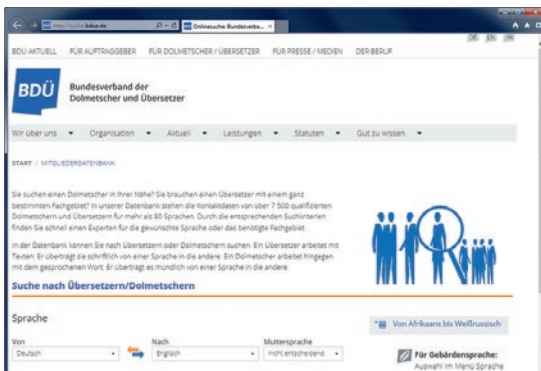 suche.bdue.de/
Onlinesuche: Bundesverba...
DE EN FR
BDÜ AKTUELL FÜR AUFTRAGGEBER FÜR DOLMETSCHER / ÜBERSETZER FÜR PRESSE / MEDIEN DER BERUF
BDÜ
Bundesverband der
Dolmetscher und Übersetzer
Wir über uns Organisation Aktuell Leistungen Statuten Gut zu wissen
START / MITGLIEDERDATENBANK
Sie suchen einen Dolmetscher in Ihrer Nähe? Sie brauchen einen Übersetzer mit einem ganz
bestimmten Fachgebiet? In unserer Datenbank stehen die Kontaktdaten von über 7 500 qualifizierten
Dolmetschern und Übersetzern für mehr als 80 Sprachen. Durch die entsprechenden Suchkriterien
finden Sie schnell einen Experten für die gewünschte Sprache oder das benötigte Fachgebiet.
In der Datenbank können Sie nach Übersetzern oder Dolmetschern suchen. Ein Übersetzer arbeitet mit
Texten: Er überträgt sie schriftlich von einer Sprache in die andere. Ein Dolmetscher arbeitet hingegen
mit dem gesprochenen Wort: Er überträgt es mündlich von einer Sprache in die andere.
Suche nach Übersetzern/Dolmetschern
Sprache
Von Nach Muttersprache
Deutsch Englisch nicht entscheidend
Von Afrikaans bis Weißrussisch
Für Gebärdensprache:
Auswahl im Menü Sprache